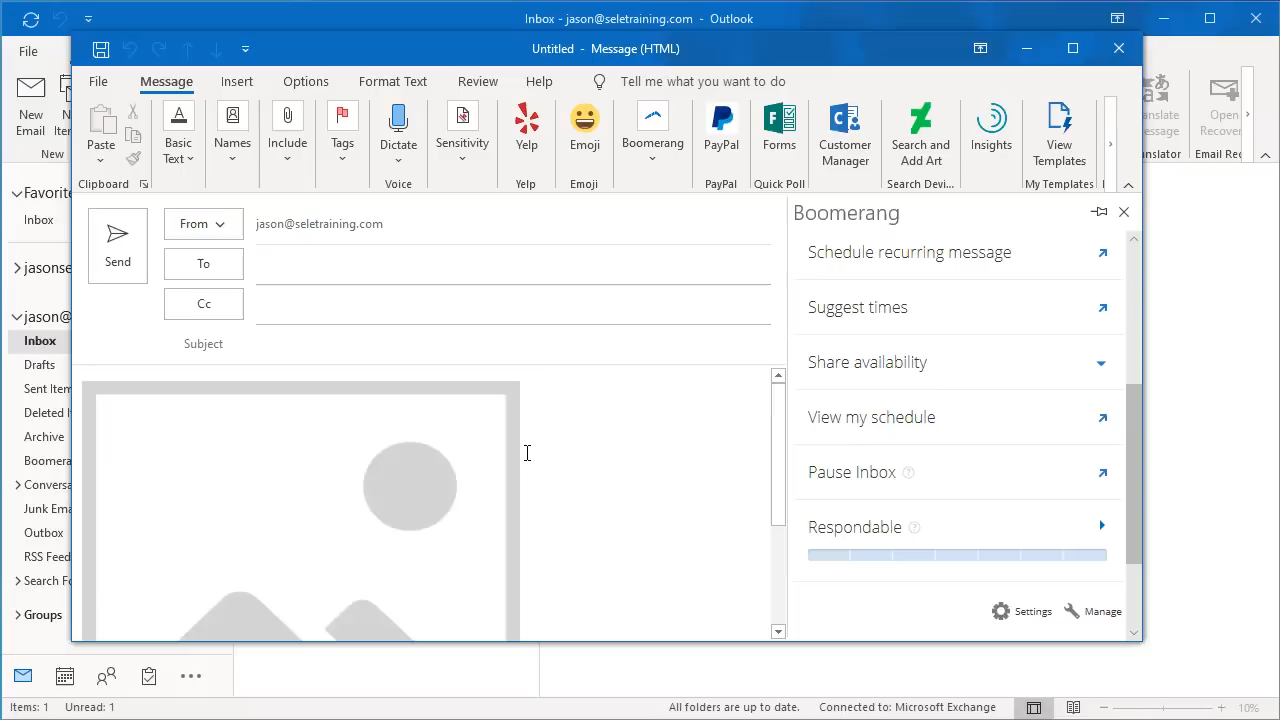 Inbox - jason@seletraining.com - Outlook
Untitled - Message (HTML)
File
File Message Insert Options Format Text Review Help Tell me what you want to do
New Email
Paste
Basic Text
Names
Include
Tags
Dictate
Yelp
Emoji
Boomerang
PayPal
Forms
Customer Manager
Search and Add Art
Insights
View Templates
Open
New
Clipboard
Voice
Yelp
Emoji
PayPal
Quick Poll
Search Devi...
My Templates
Favorite
Inbox
jasonse
jason@
Inbox
Drafts
Sent Item
Deleted I
Archive
Boomera
Conversa
Junk Ema
Outbox
RSS Feed
Search Fo
Groups
Send
From
jason@seletraining.com
To
Cc
Subject
Boomerang
Schedule recurring message
Suggest times
Share availability
View my schedule
Pause Inbox
Respondable
Settings
Manage
Items: 1 Unread: 1
All folders are up to date. Connected to: Microsoft Exchange
10%